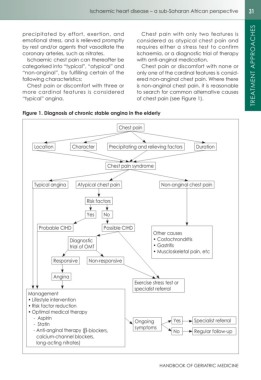 Ischaemic heart disease – a sub-Saharan African perspective 31
TREATMENT APPROACHES
precipitated by effort, exertion, and
emotional stress, and is relieved promptly
by rest and/or agents that vasodilate the
coronary arteries, such as nitrates.
Ischaemic chest pain can thereafter be
categorised into "typical", "atypical" and
"non-anginal", by fulfilling certain of the
following characteristics:
Chest pain or discomfort with three or
more cardinal features is considered
"typical" angina.
Chest pain with only two features is
considered as atypical chest pain and
requires either a stress test to confirm
ischaemia, or a diagnostic trial of therapy
with anti-anginal medication.
Chest pain or discomfort with none or
only one of the cardinal features is consid-
ered non-anginal chest pain. Where there
is non-anginal chest pain, it is reasonable
to search for common alternative causes
of chest pain (see Figure 1).
Figure 1. Diagnosis of chronic stable angina in the elderly
Chest pain
Location
Character
Precipitating and relieving factors
Duration
Chest pain syndrome
Typical angina
Atypical chest pain
Non-anginal chest pain
Risk factors
Yes
No
Probable CIHD
Possible CIHD
Other causes
• Costochondritis
• Gastritis
• Musculoskeletal pain, etc
Diagnostic
trial of GMT
Responsive
Non-responsive
Angina
Exercise stress test or
specialist referral
Management
• Lifestyle intervention
• Risk factor reduction
• Optimal medical therapy
- Aspirin
- Statin
- Anti-anginal therapy (β-blockers,
calcium-channel blockers,
long-acting nitrates)
Ongoing
symptoms
Yes
Specialist referral
No
Regular follow-up
HANDBOOK OF GERIATRIC MEDICINE